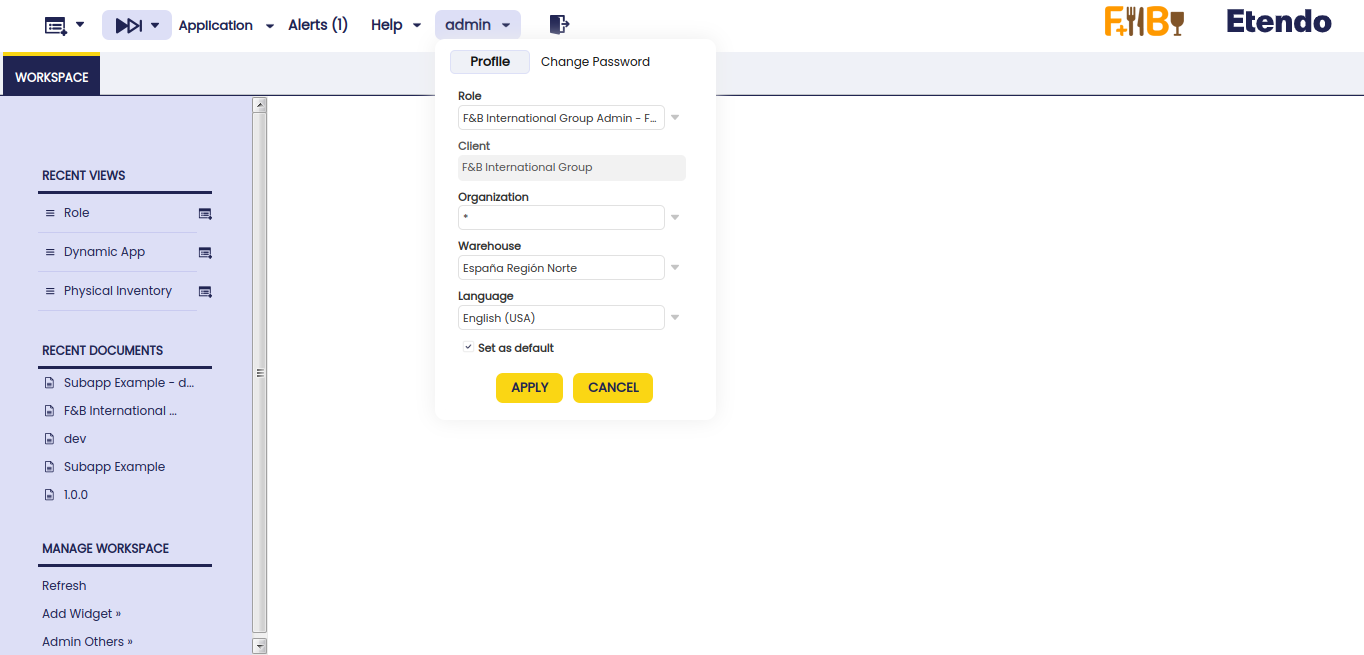 Application
Alerts (1)
Help
admin
F&B
Etendo
WORKSPACE
Profile
Change Password
Role
F&B International Group Admin - F...
Client
F&B International Group
Organization
*
Warehouse
España Región Norte
Language
English (USA)
Set as default
APPLY
CANCEL
RECENT VIEWS
Role
Dynamic App
Physical Inventory
RECENT DOCUMENTS
Subapp Example - d...
F&B International ...
dev
Subapp Example
1.0.0
MANAGE WORKSPACE
Refresh
Add Widget »
Admin Others »